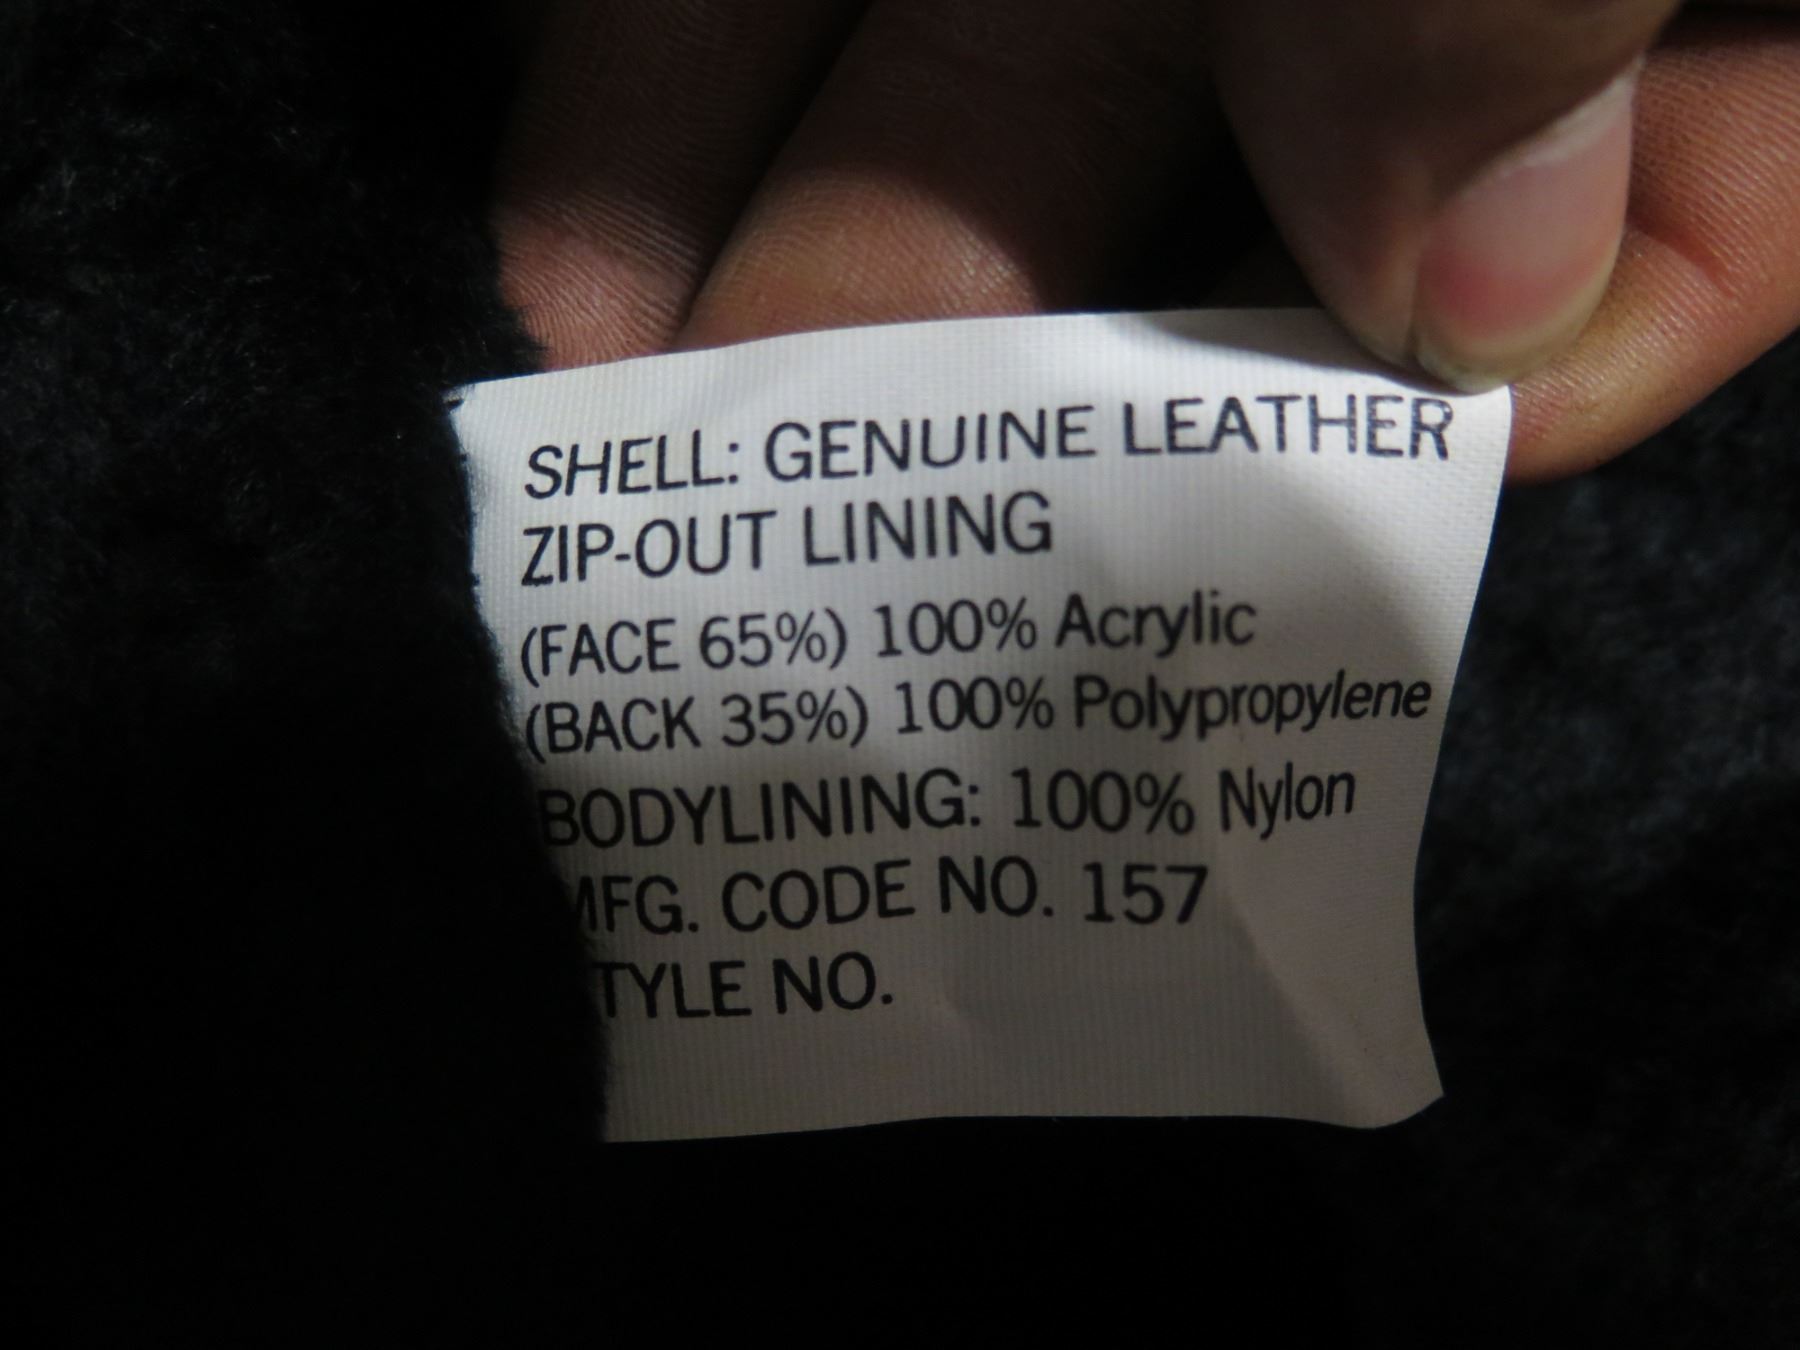 SHELL: GENUINE LEATHER
ZIP-OUT LINING
(FACE 65%) 100% Acrylic
(BACK 35%) 100% Polypropylene
BODYLINING: 100% Nylon
MFG. CODE NO. 157
TYLE NO.